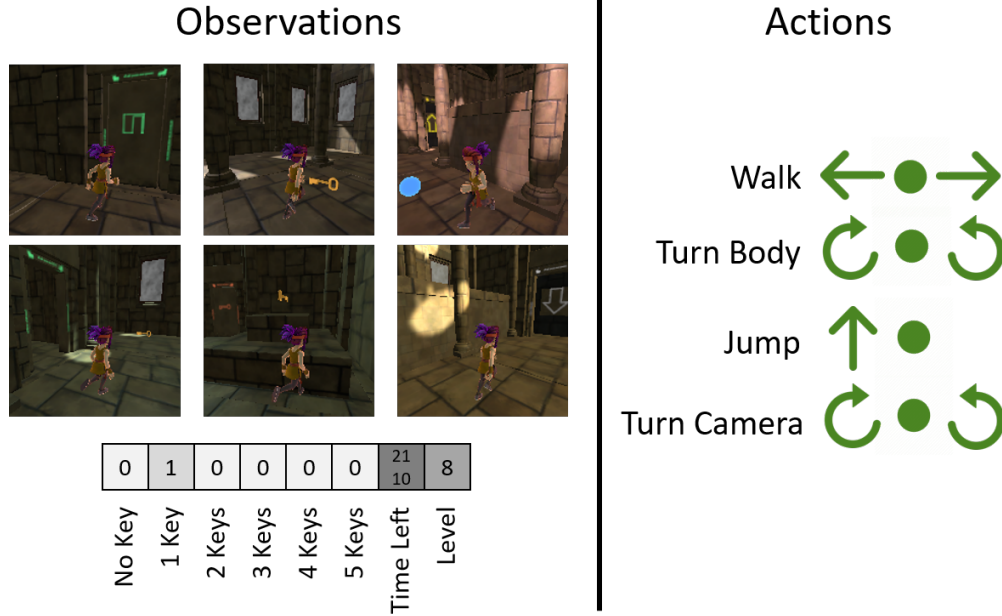 Observations
0 1 0 0 0 0 21 10 8
No Key
1 Key
2 Keys
3 Keys
4 Keys
5 Keys
Time Left
Level
Actions
Walk
Turn Body
Jump
Turn Camera